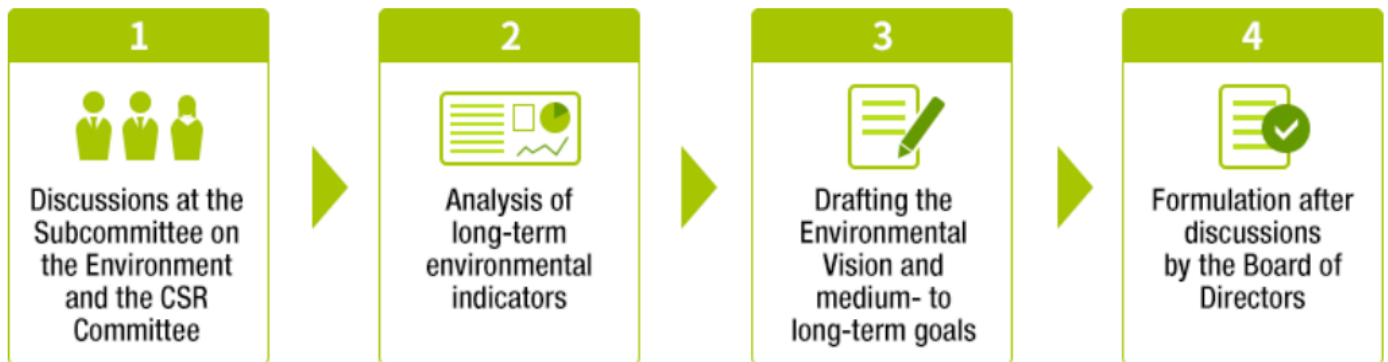 1
Discussions at the
Subcommittee on
the Environment
and the CSR
Committee
2
Analysis of
long-term
environmental
indicators
3
Drafting the
Environmental
Vision and
medium- to
long-term goals
4
Formulation after
discussions
by the Board of
Directors